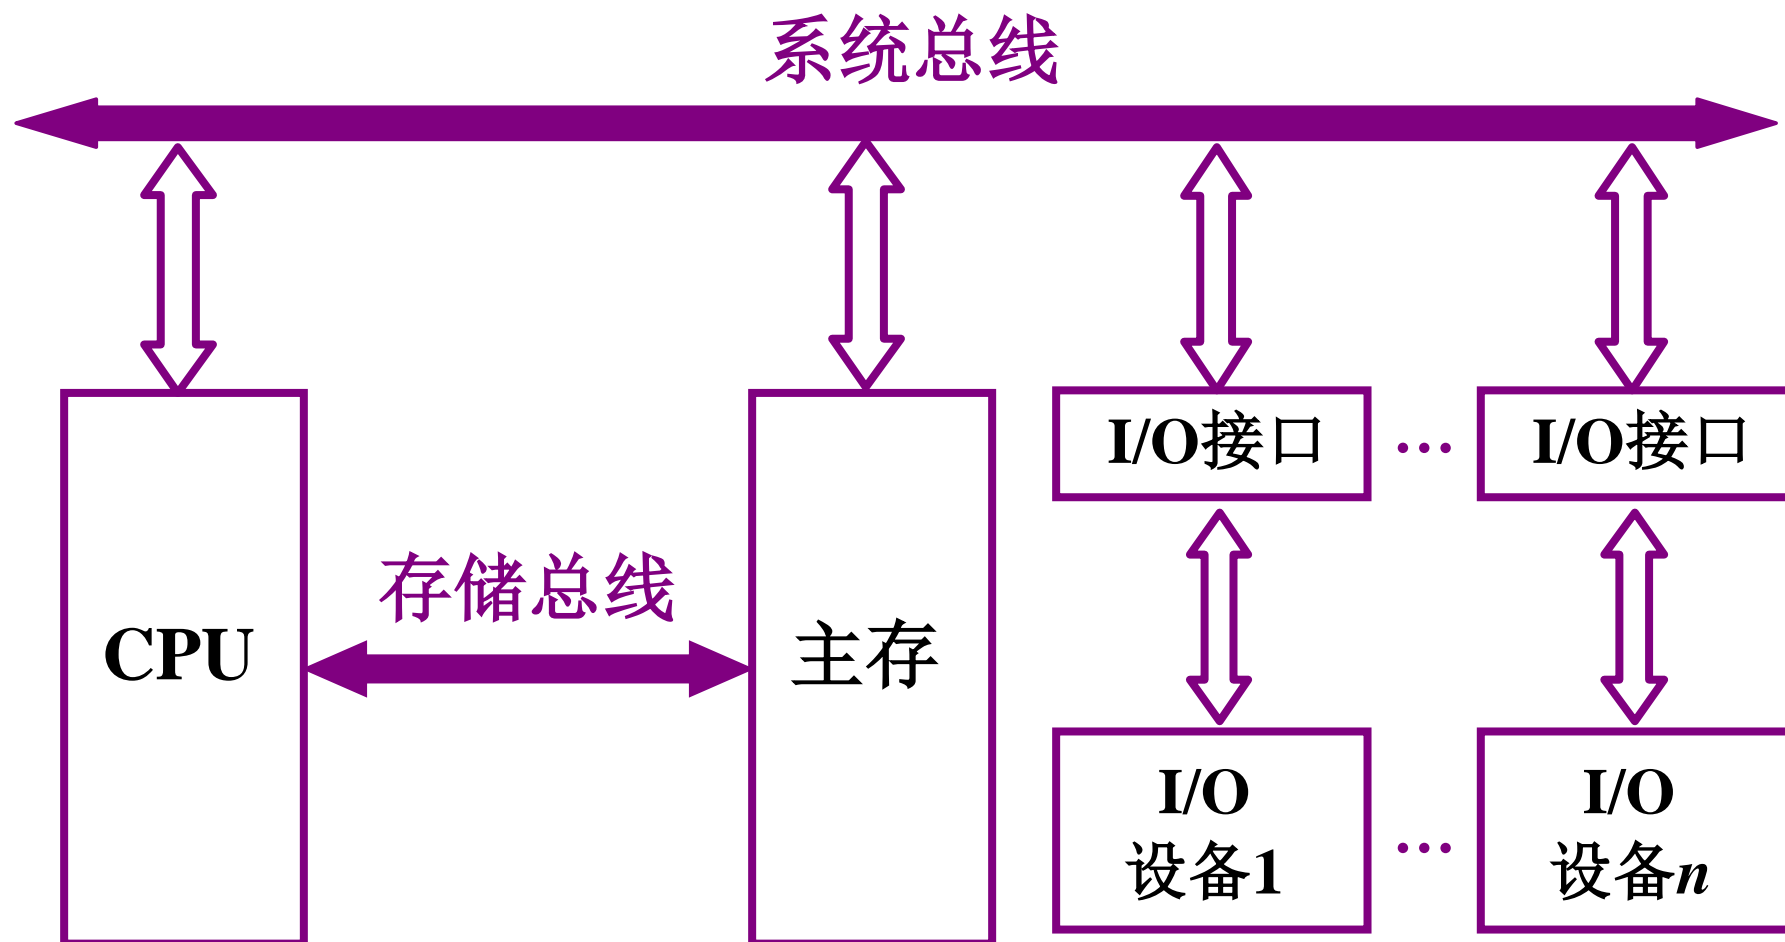 系统总线
I/O接口
…
I/O接口
存储总线
CPU
主存
I/O
设备1
…
I/O
设备n